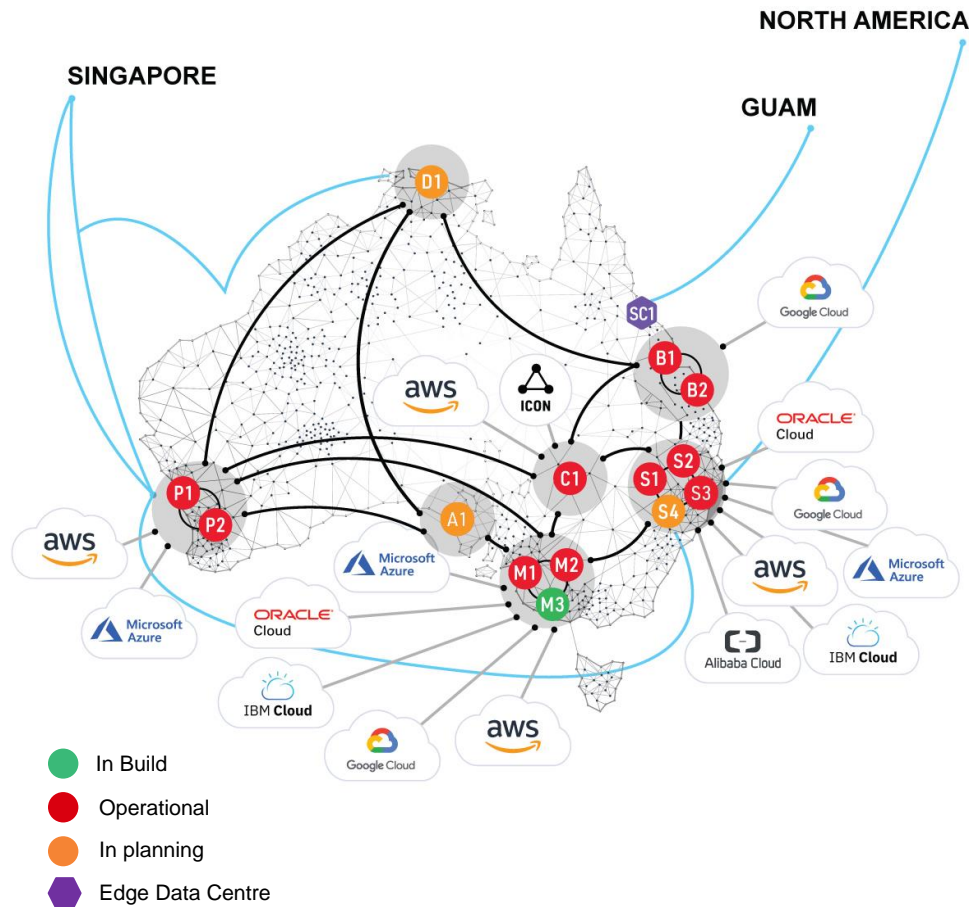 NORTH AMERICA
SINGAPORE
GUAM
D1
SC1
Google Cloud
B1
B2
aws
ICON
ORACLE®
Cloud
S2
S1
S3
C1
P1
S4
Google Cloud
P2
A1
aws
Microsoft
Azure
M2
M1
aws
Microsoft
Azure
M3
ORACLE®
Cloud
Microsoft
Azure
Alibaba Cloud
IBM Cloud
IBM Cloud
aws
Google Cloud
In Build
Operational
In planning
Edge Data Centre